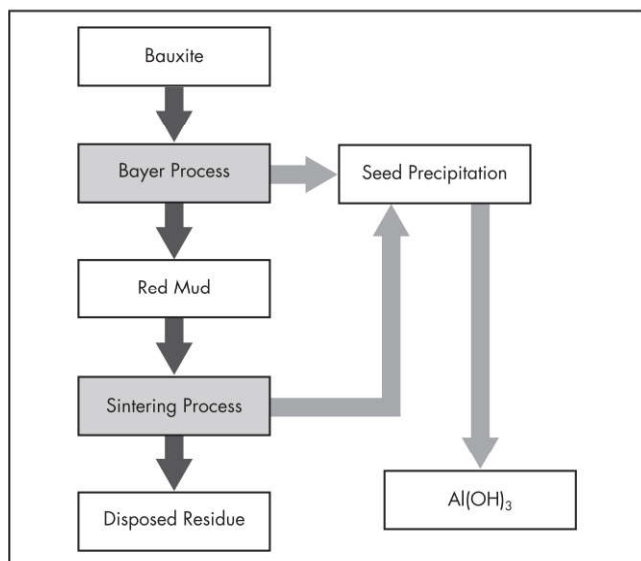 Bauxite
Bayer Process
Seed Precipitation
Red Mud
Sintering Process
Disposed Residue
Al(OH)₃